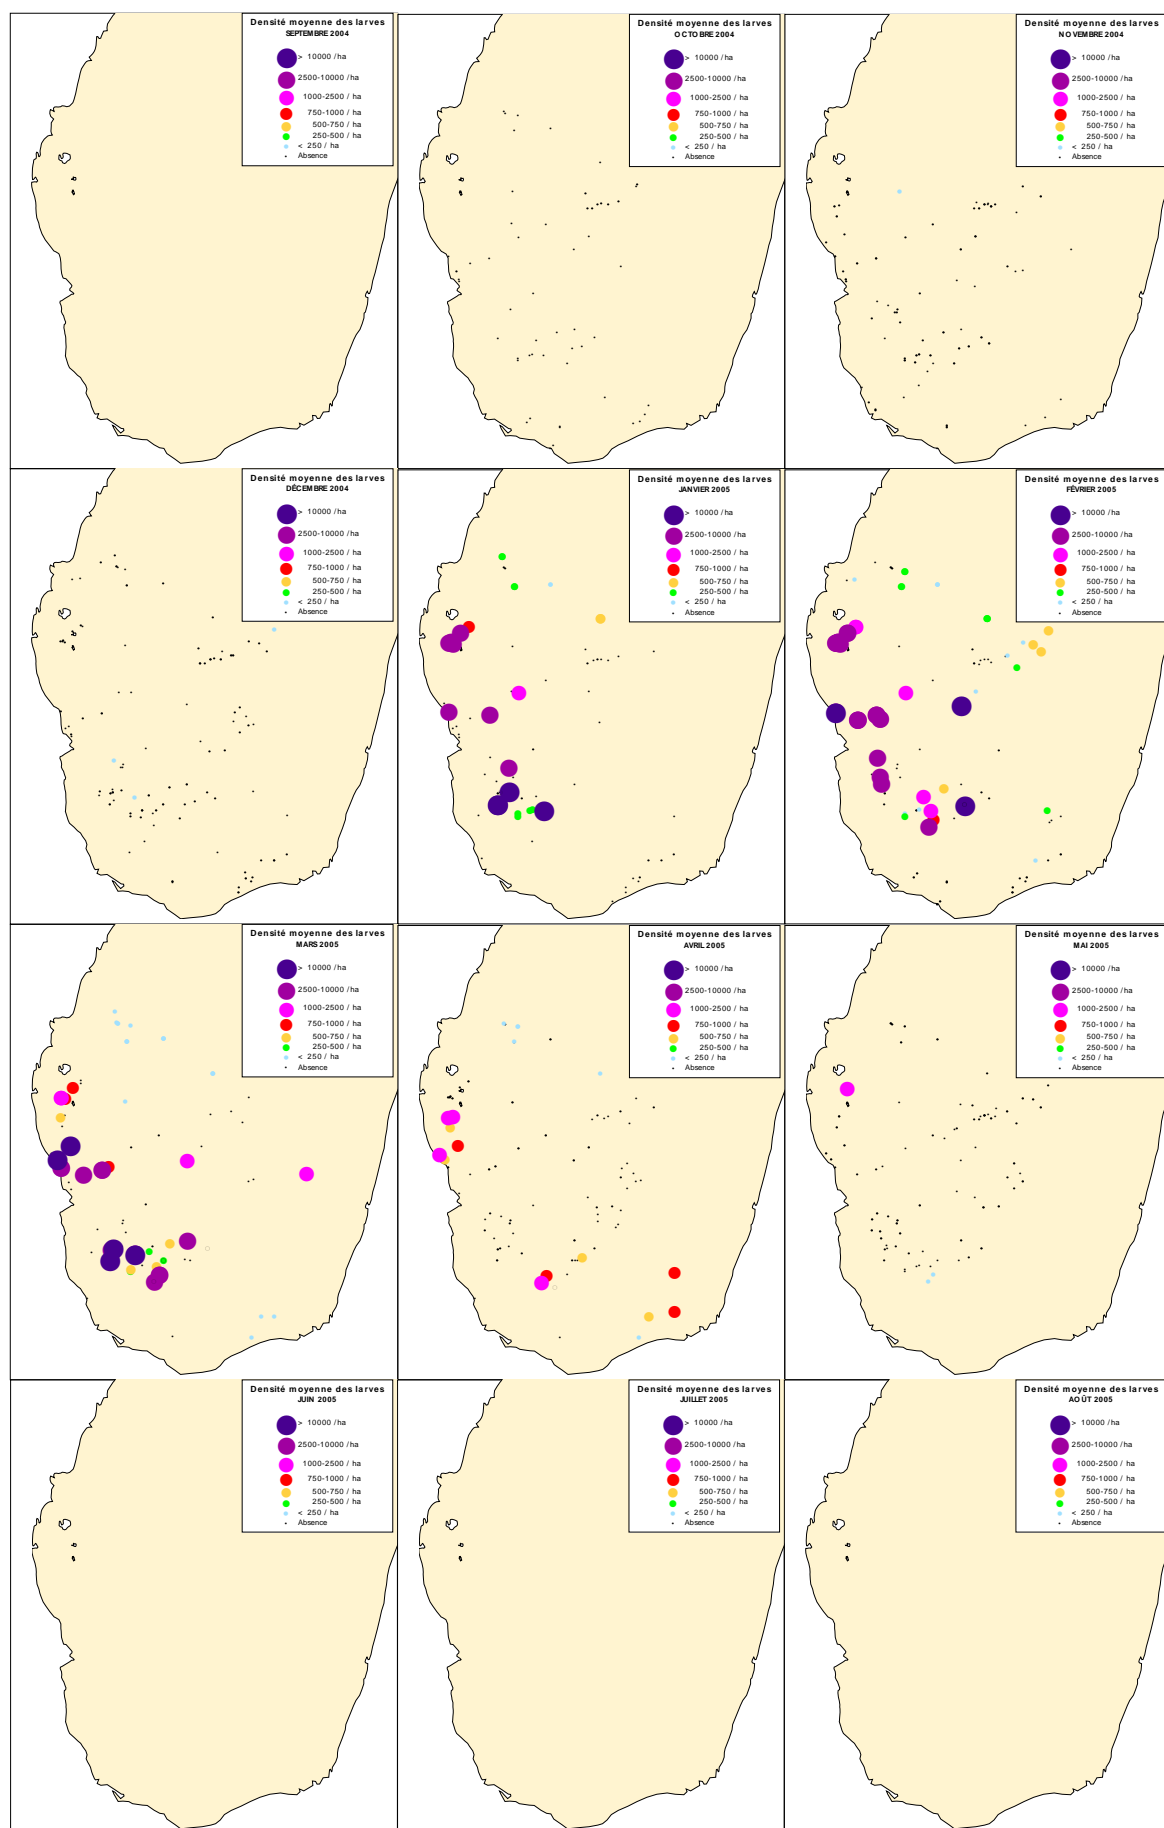 Densité moyenne des larves
SEPTEMBRE 2004
> 10000 /ha
2500-10000 /ha
1000-2500 / ha
750-1000 / ha
500-750 / ha
250-500 / ha
< 250 / ha
Absence
Densité moyenne des larves
OCTOBRE 2004
> 10000 /ha
2500-10000 /ha
1000-2500 / ha
750-1000 / ha
500-750 / ha
250-500 / ha
< 250 / ha
Absence
Densité moyenne des larves
NOVEMBRE 2004
> 10000 /ha
2500-10000 /ha
1000-2500 / ha
750-1000 / ha
500-750 / ha
250-500 / ha
< 250 / ha
Absence
Densité moyenne des larves
DÉCEMBRE 2004
> 10000 /ha
2500-10000 /ha
1000-2500 / ha
750-1000 / ha
500-750 / ha
250-500 / ha
< 250 / ha
Absence
Densité moyenne des larves
JANVIER 2005
> 10000 /ha
2500-10000 /ha
1000-2500 / ha
750-1000 / ha
500-750 / ha
250-500 / ha
< 250 / ha
Absence
Densité moyenne des larves
FÉVRIER 2005
> 10000 /ha
2500-10000 /ha
1000-2500 / ha
750-1000 / ha
500-750 / ha
250-500 / ha
< 250 / ha
Absence
Densité moyenne des larves
MARS 2005
> 10000 /ha
2500-10000 /ha
1000-2500 / ha
750-1000 / ha
500-750 / ha
250-500 / ha
< 250 / ha
Absence
Densité moyenne des larves
AVRIL 2005
> 10000 /ha
2500-10000 /ha
1000-2500 / ha
750-1000 / ha
500-750 / ha
250-500 / ha
< 250 / ha
Absence
Densité moyenne des larves
MAI 2005
> 10000 /ha
2500-10000 /ha
1000-2500 / ha
750-1000 / ha
500-750 / ha
250-500 / ha
< 250 / ha
Absence
Densité moyenne des larves
JUIN 2005
> 10000 /ha
2500-10000 /ha
1000-2500 / ha
750-1000 / ha
500-750 / ha
250-500 / ha
< 250 / ha
Absence
Densité moyenne des larves
JUILLET 2005
> 10000 /ha
2500-10000 /ha
1000-2500 / ha
750-1000 / ha
500-750 / ha
250-500 / ha
< 250 / ha
Absence
Densité moyenne des larves
AOÛT 2005
> 10000 /ha
2500-10000 /ha
1000-2500 / ha
750-1000 / ha
500-750 / ha
250-500 / ha
< 250 / ha
Absence